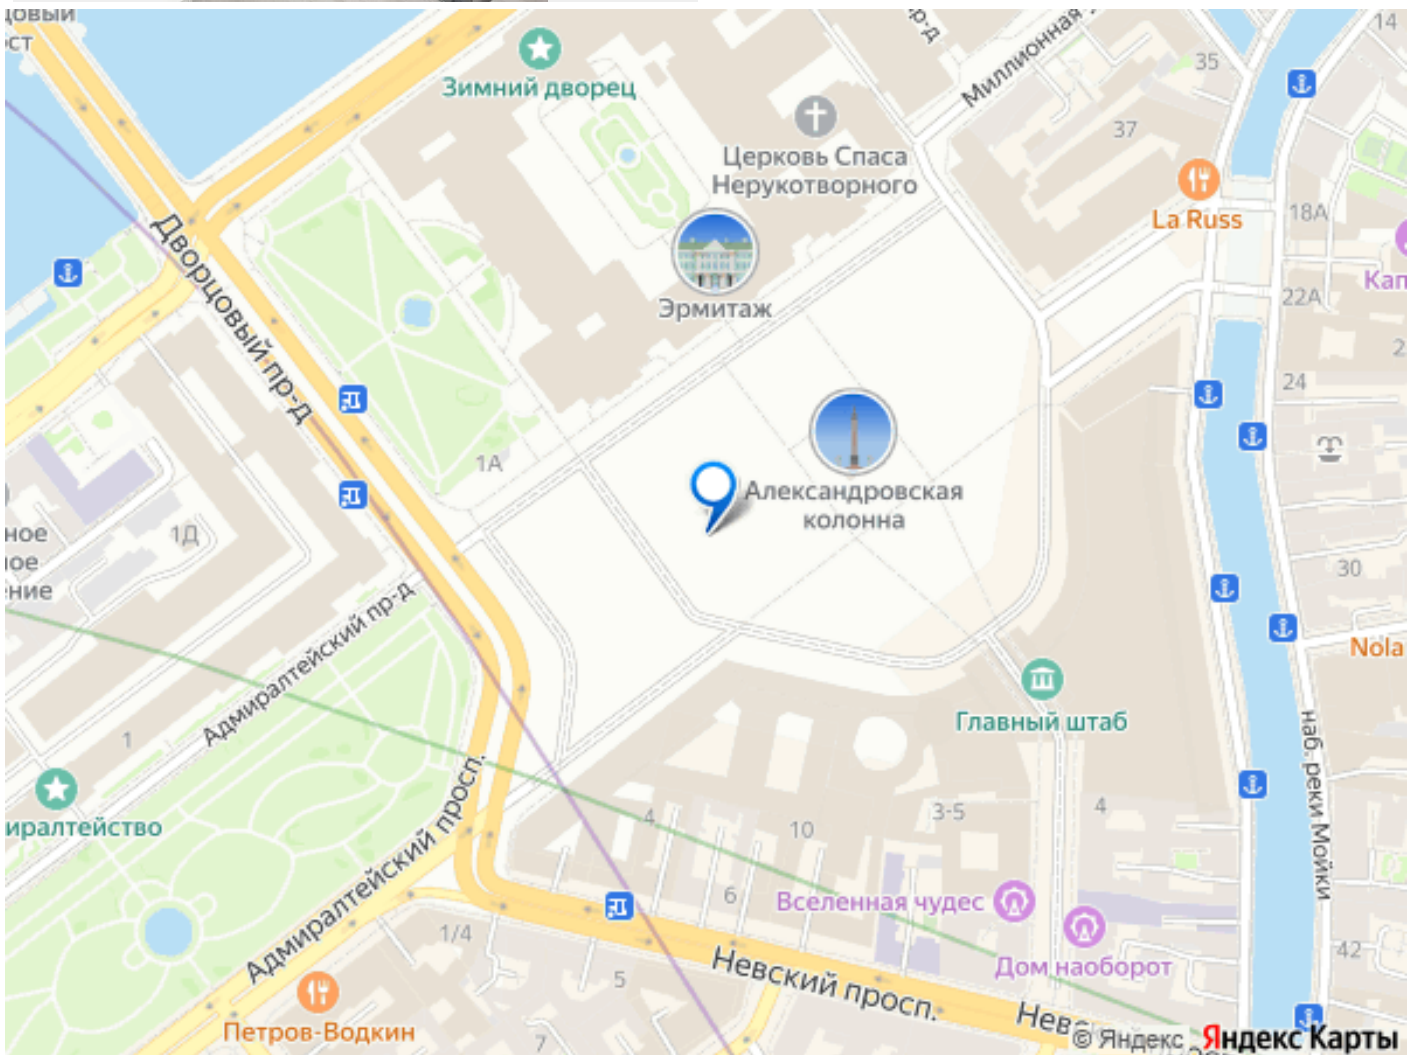 ст
Зимний дворец
14
35
Миллионная
пр-д
37
Церковь Спаса
Нерукотворного
La Russ
18А
Дворцовый пр-д
22А
Эрмитаж
24
1А
Александровская
колонна
1Д
30
Nola
Адмиралтейский пр-д
Главный штаб
1
наб. реки Мойки
4
3-5
4
10
6
Адмиралтейский просп.
Вселенная чудес
Дом наоборот
1/4
5
42
Невский просп.
Петров-Водкин
7
© Яндекс Яндекс Карты